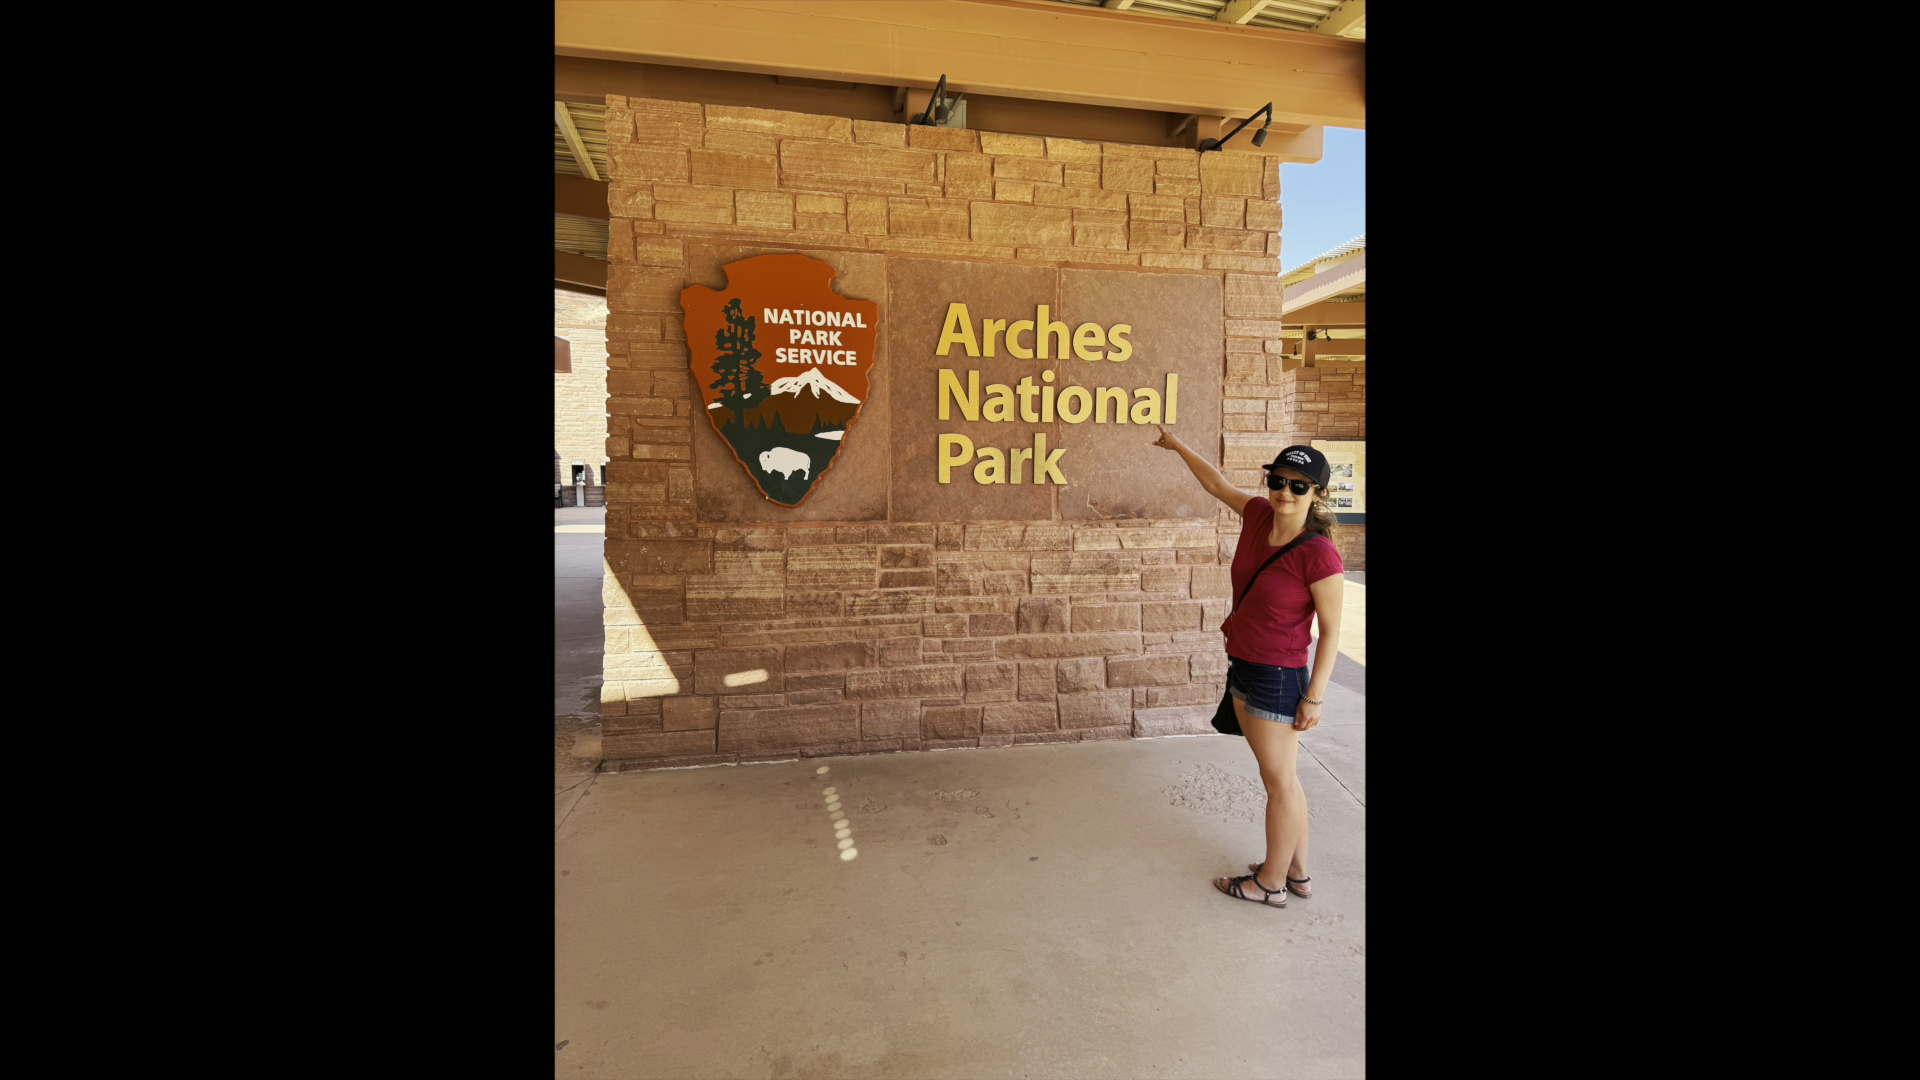 NATIONAL
PARK
SERVICE
Arches
National
Park